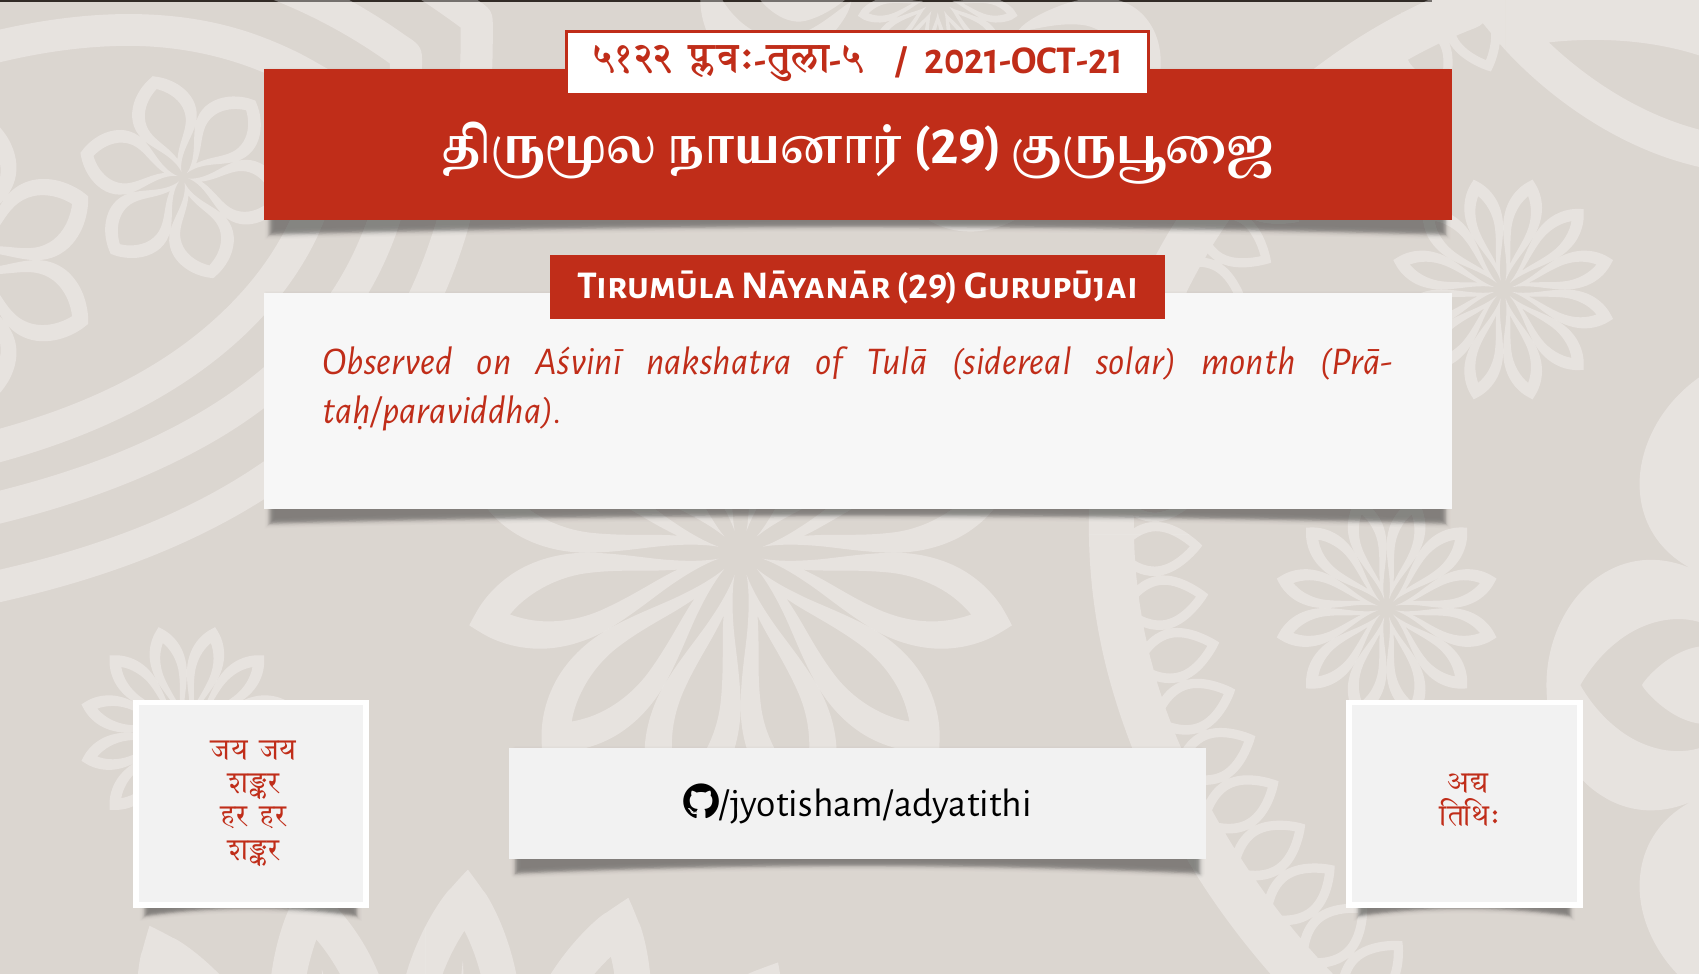 ५१२२ प्लवः-तुला-५ / 2021-OCT-21
திருமூல நாயனார் (29) குருபூஜை
Tirumūla Nāyanār (29) Gurupūjai
Observed on Aśvinī nakshatra of Tulā (sidereal solar) month (Prā-
taḥ/paraviddha).
जय जय
शङ्कर
हर हर
शङ्कर
/jyotisham/adyatithi
अद्य
तिथिः